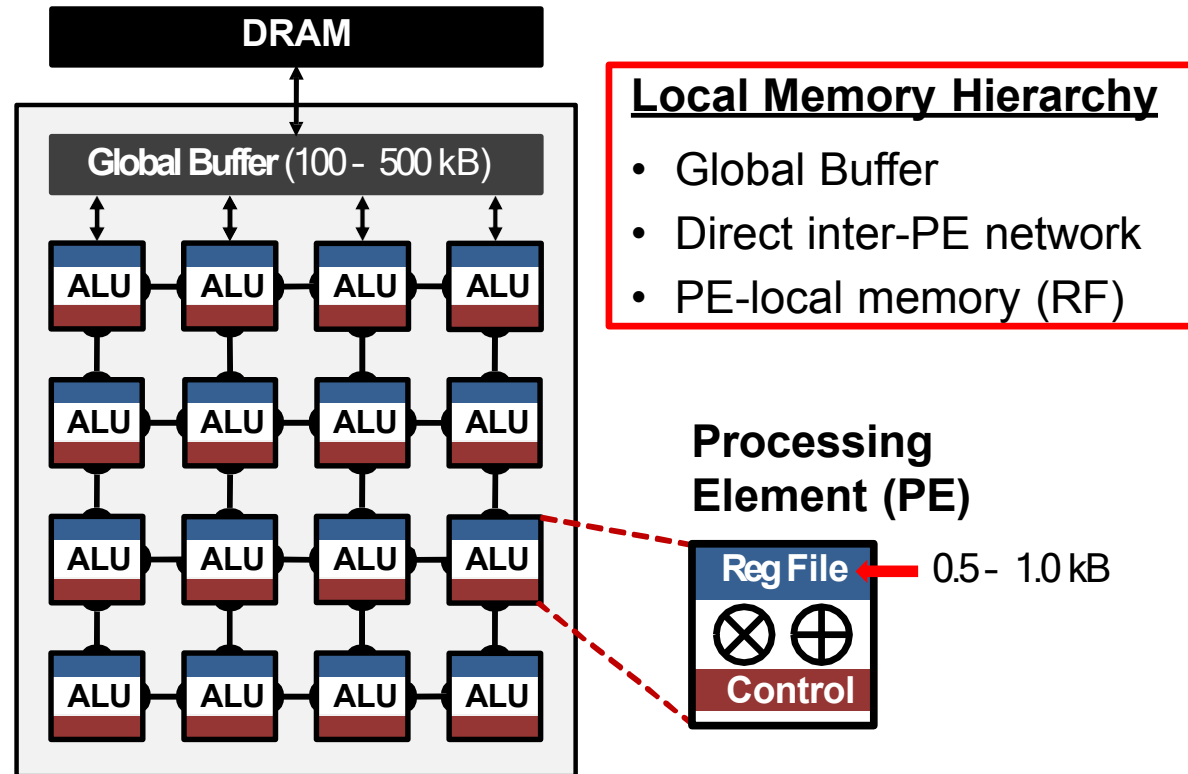 DRAM
Global Buffer (100 - 500 kB)
ALU ALU ALU ALU
ALU ALU ALU ALU
ALU ALU ALU ALU
ALU ALU ALU ALU
Local Memory Hierarchy
• Global Buffer
• Direct inter-PE network
• PE-local memory (RF)
Processing
Element (PE)
Reg File
0.5 - 1.0 kB
Control